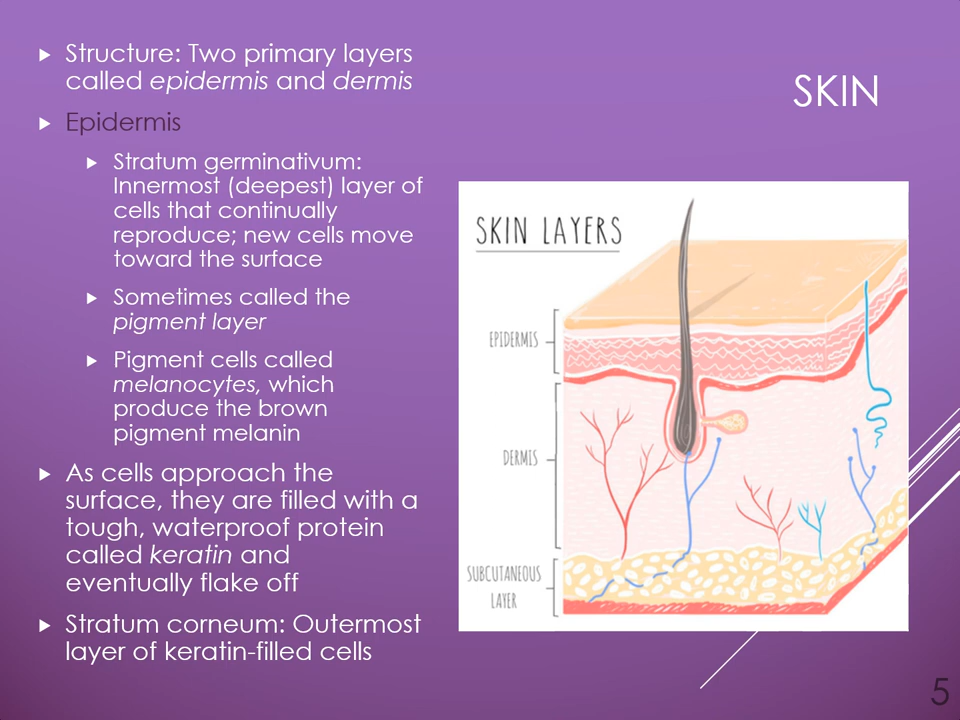 Structure: Two primary layers
called epidermis and dermis
Epidermis
Stratum germinativum:
Innermost (deepest) layer of
cells that continually
reproduce; new cells move
toward the surface
Sometimes called the
pigment layer
Pigment cells called
melanocytes, which
produce the brown
pigment melanin
As cells approach the
surface, they are filled with a
tough, waterproof protein
called keratin and
eventually flake off
Stratum corneum: Outermost
layer of keratin-filled cells
SKIN
SKIN LAYERS
EPIDERMIS
DERMIS
SUBCUTANEOUS
LAYER
5